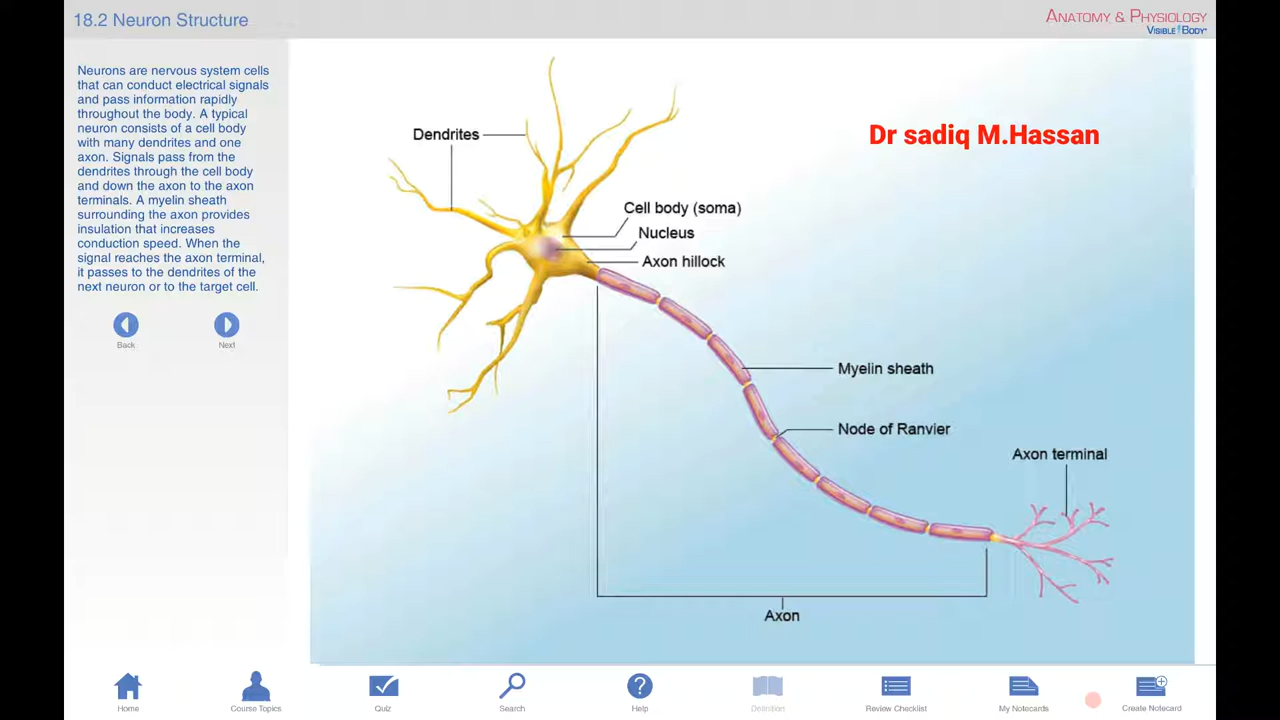 18.2 Neuron Structure
ANATOMY & PHYSIOLOGY
VISIBLE BODY®
Neurons are nervous system cells
that can conduct electrical signals
and pass information rapidly
throughout the body. A typical
neuron consists of a cell body
with many dendrites and one
axon. Signals pass from the
dendrites through the cell body
and down the axon to the axon
terminals. A myelin sheath
surrounding the axon provides
insulation that increases
conduction speed. When the
signal reaches the axon terminal,
it passes to the dendrites of the
next neuron or to the target cell.
Back
Next
Dendrites
Dr sadiq M.Hassan
Cell body (soma)
Nucleus
Axon hillock
Myelin sheath
Node of Ranvier
Axon terminal
Axon
Home
Course Topics
Quiz
Search
Help
Definition
Review Checklist
My Notecards
Create Notecard